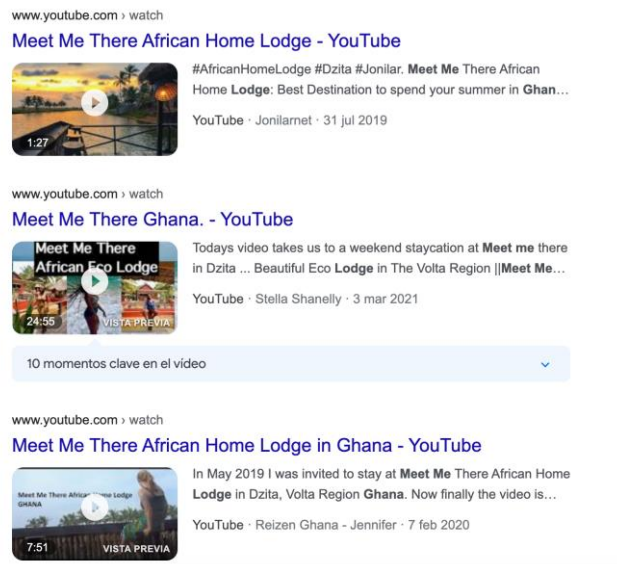 www.youtube.com › watch
Meet Me There African Home Lodge - YouTube
1:27
#AfricanHomeLodge #Dzita #Jonilar. Meet Me There African
Home Lodge: Best Destination to spend your summer in Ghan...
YouTube · Jonilarnet · 31 jul 2019
www.youtube.com › watch
Meet Me There Ghana. - YouTube
Meet Me There
African Eco Lodge
24:55
VISTA PREVIA
Todays video takes us to a weekend staycation at Meet me there
in Dzita ... Beautiful Eco Lodge in The Volta Region ||Meet Me...
YouTube · Stella Shanelly · 3 mar 2021
10 momentos clave en el vídeo
www.youtube.com › watch
Meet Me There African Home Lodge in Ghana - YouTube
Meet Me There African Home Lodge
GHANA
7:51
VISTA PREVIA
In May 2019 I was invited to stay at Meet Me There African Home
Lodge in Dzita, Volta Region Ghana. Now finally the video is...
YouTube · Reizen Ghana - Jennifer · 7 feb 2020